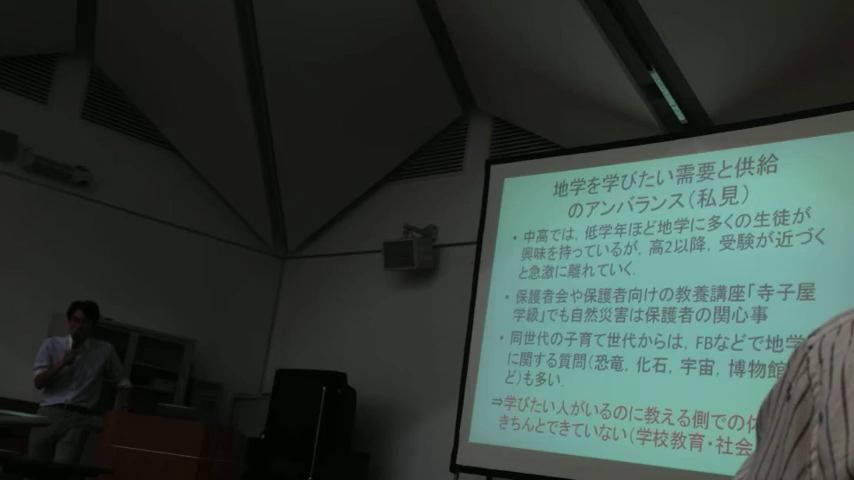 地学を学びたい需要と供給
のアンバランス(私見)
・中高では，低学年ほど地学に多くの生徒が
興味を持っているが，高2以降，受験が近づく
と急激に離れていく．
・保護者会や保護者向けの教養講座「寺子屋
学級」でも自然災害は保護者の関心事
・同世代の子育て世代からは，FBなどで地学
に関する質問(恐竜，化石，宇宙，博物館
ど)も多い．
⇒学びたい人がいるのに教える側での
きちんとできていない(学校教育・社会